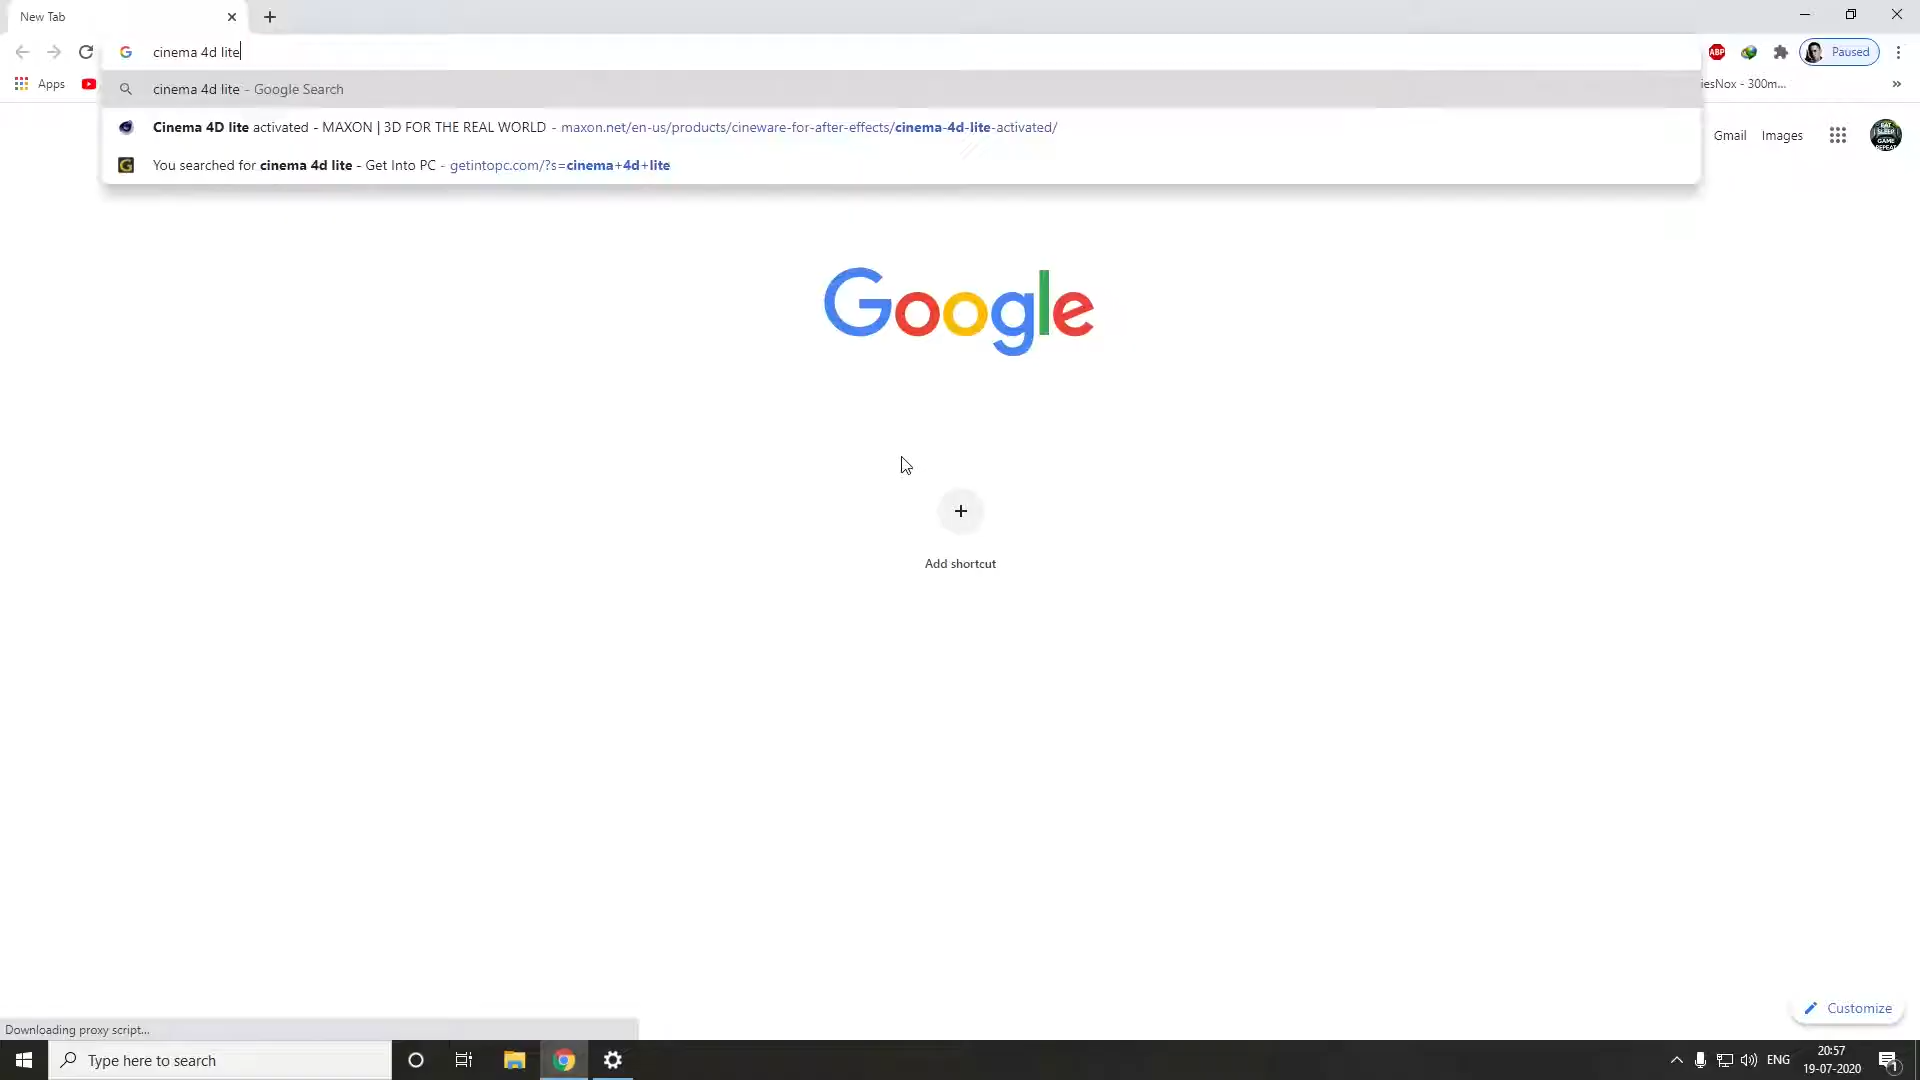 New Tab
cinema 4d lite
Paused
Apps
cinema 4d lite - Google Search
iesNox - 300m...
Cinema 4D lite activated - MAXON | 3D FOR THE REAL WORLD - maxon.net/en-us/products/cineware-for-after-effects/cinema-4d-lite-activated/
Gmail Images
You searched for cinema 4d lite - Get Into PC - getintopc.com/?s=cinema+4d+lite
Google
Add shortcut
Customize
Downloading proxy script...
Type here to search
ENG
20:57
19-07-2020
1
ABP